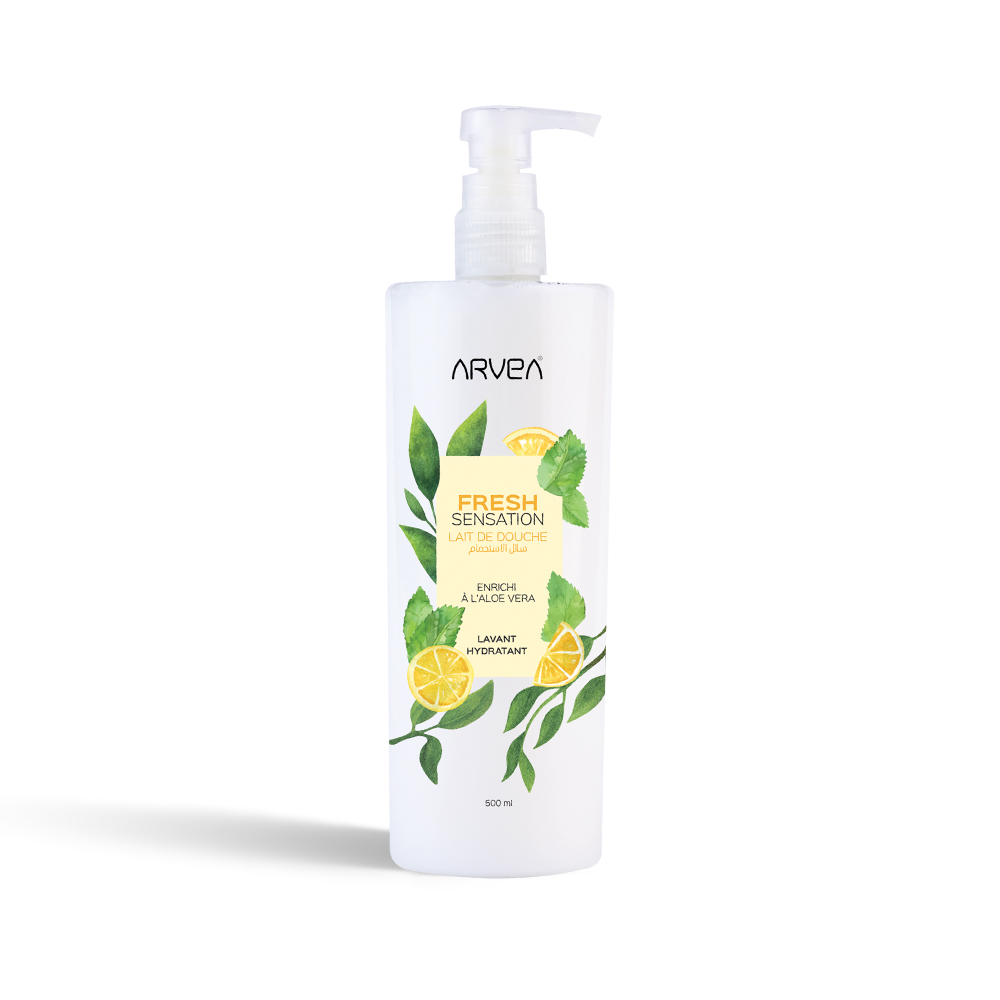 ARVEA®
FRESH
SENSATION
LAIT DE DOUCHE
سائل الاستحمام
ENRICHI
À L'ALOE VERA
LAVANT
HYDRATANT
500 ml